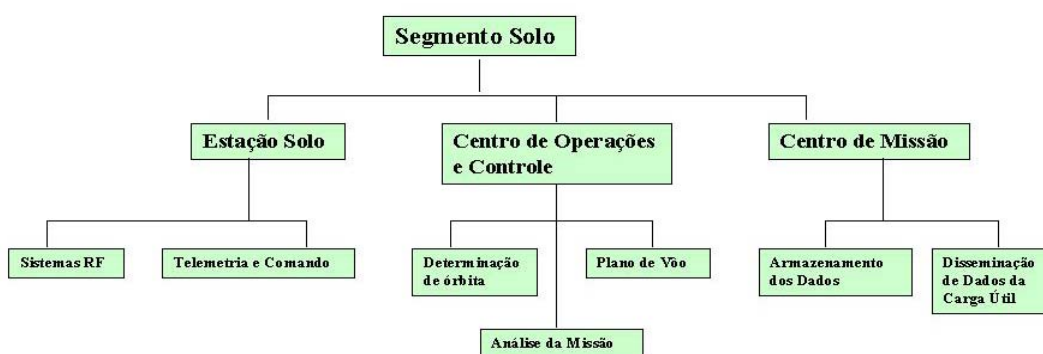 Segmento Solo
Estação Solo
Centro de Operações
e Controle
Centro de Missão
Sistemas RF
Telemetria e Comando
Determinação
de órbita
Plano de Vôo
Armazenamento
dos Dados
Disseminação
de Dados da
Carga Útil
Análise da Missão